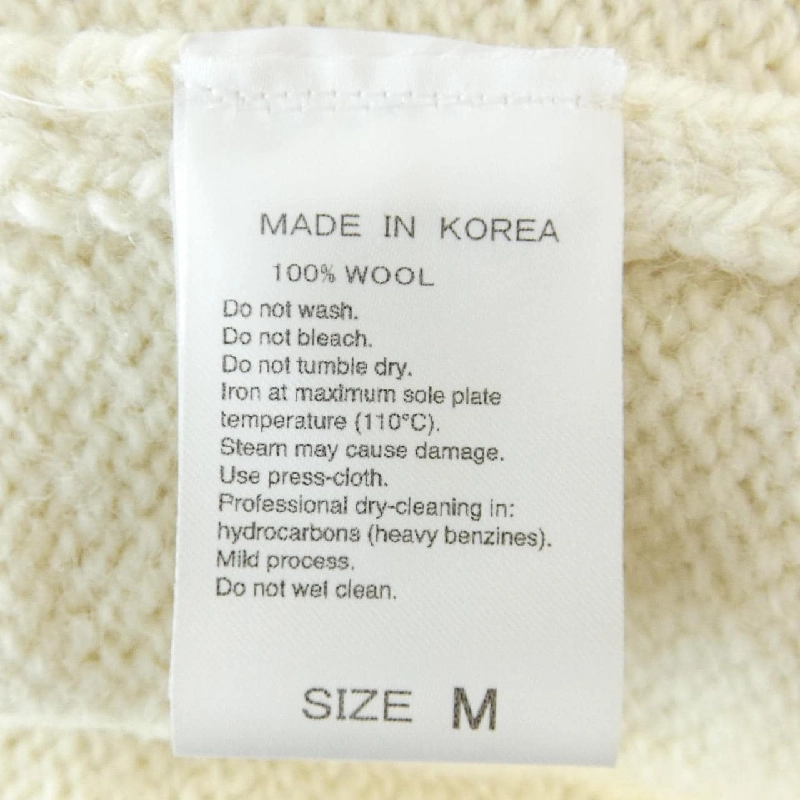 MADE IN KOREA
100% WOOL
Do not wash.
Do not bleach.
Do not tumble dry.
Iron at maximum sole plate
temperature (110°C).
Steam may cause damage.
Use press-cloth.
Professional dry-cleaning in:
hydrocarbons (heavy benzines).
Mild process.
Do not wet clean.
SIZE M